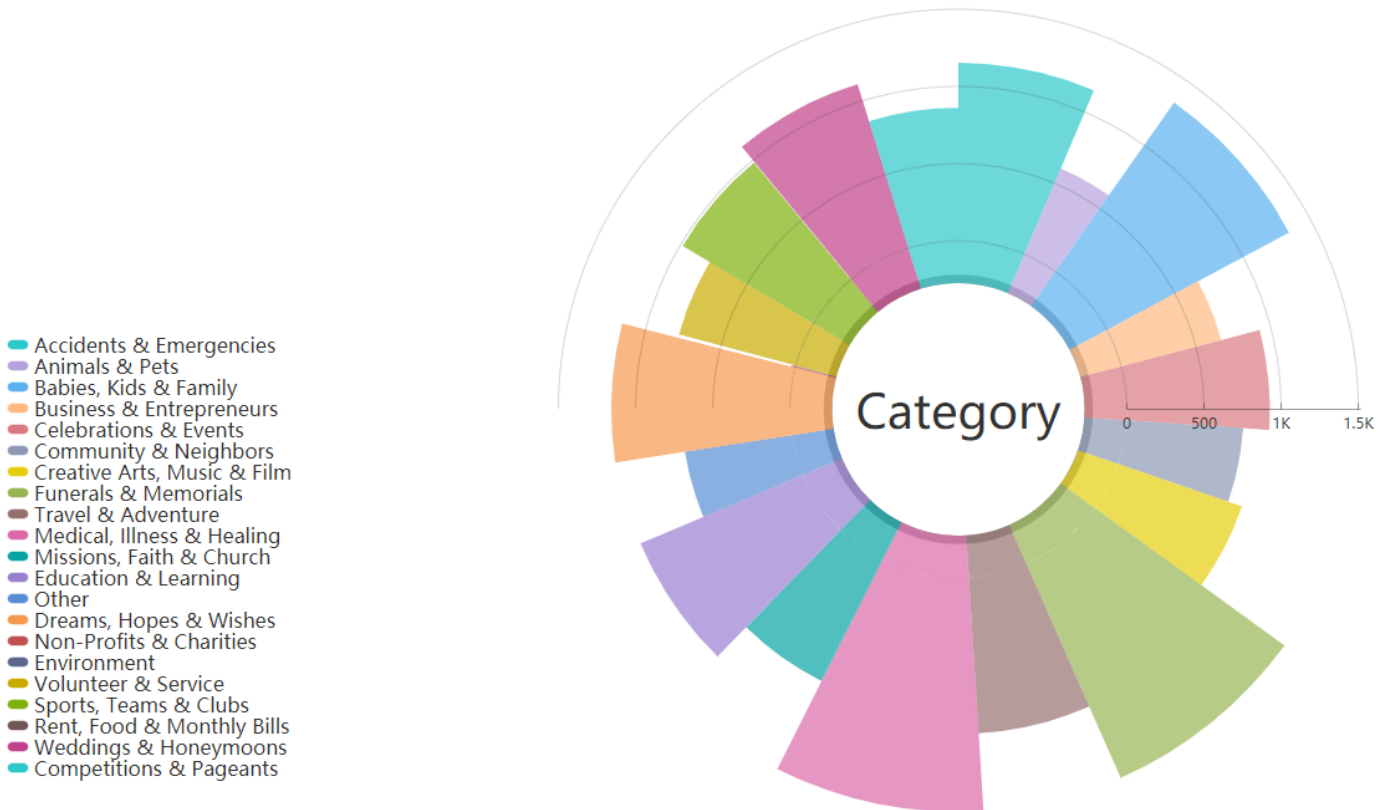 Accidents & Emergencies
Animals & Pets
Babies, Kids & Family
Business & Entrepreneurs
Celebrations & Events
Community & Neighbors
Creative Arts, Music & Film
Funerals & Memorials
Travel & Adventure
Medical, Illness & Healing
Missions, Faith & Church
Education & Learning
Other
Dreams, Hopes & Wishes
Non-Profits & Charities
Environment
Volunteer & Service
Sports, Teams & Clubs
Rent, Food & Monthly Bills
Weddings & Honeymoons
Competitions & Pageants
Category
0 500 1K 1.5K